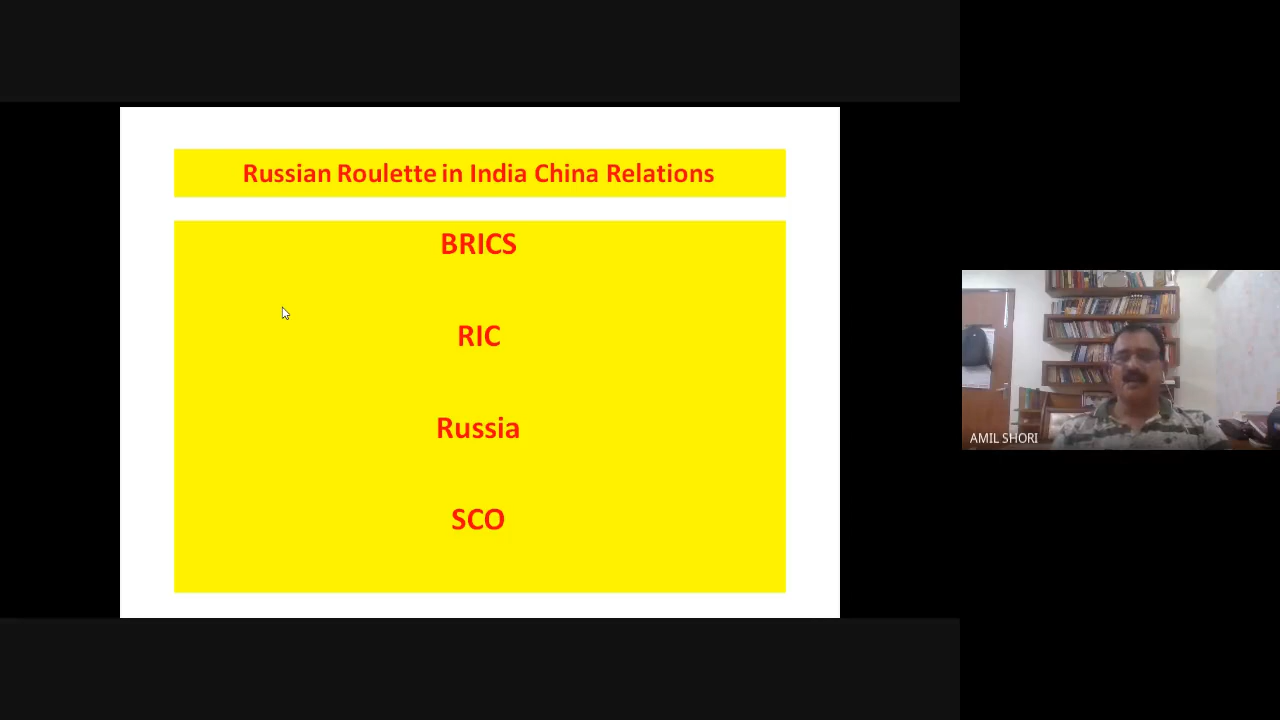 Russian Roulette in India China Relations
BRICS
RIC
Russia
SCO
AMIL SHORI